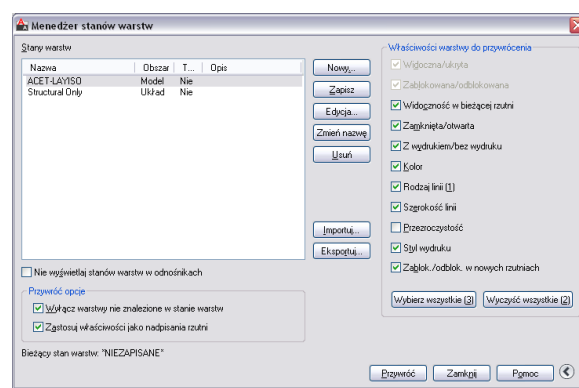 Menedżer stanów warstw
Stany warstw
Nazwa Obszar T... Opis
ACET-LAYISO Model Nie
Structural Only Układ Nie
Nowy...
Zapisz
Edycja...
Zmień nazwę
Usuń
Importuj...
Eksportuj...
Nie wyświetlaj stanów warstw w odnośnikach
Przywróć opcje
Wyłącz warstwy nie znalezione w stanie warstw
Zastosuj właściwości jako nadpisania rzutni
Bieżący stan warstw: "NIEZAPISANE"
Właściwości warstwy do przywrócenia
Widoczna/ukryta
Zablokowana/odblokowana
Widoczność w bieżącej rzutni
Zamknięta/otwarta
Z wydrukiem/bez wydruku
Kolor
Rodzaj linii (1)
Szerokość linii
Przezroczystość
Styl wydruku
Zablok./odblok. w nowych rzutniach
Wybierz wszystkie (3) Wyczyść wszystkie (2)
Przywróć Zamknij Pomoc